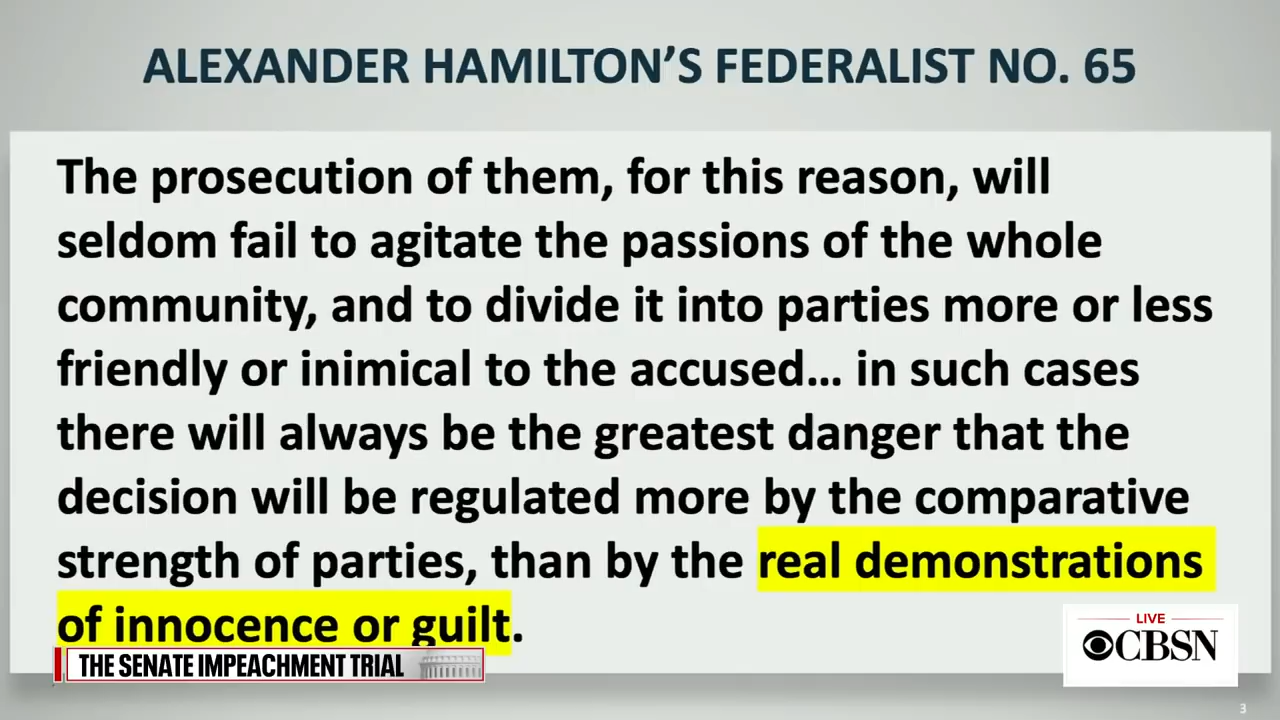 ALEXANDER HAMILTON’S FEDERALIST NO. 65
The prosecution of them, for this reason, will
seldom fail to agitate the passions of the whole
community, and to divide it into parties more or less
friendly or inimical to the accused... in such cases
there will always be the greatest danger that the
decision will be regulated more by the comparative
strength of parties, than by the real demonstrations
of innocence or guilt.
LIVE
CBSN
THE SENATE IMPEACHMENT TRIAL
3